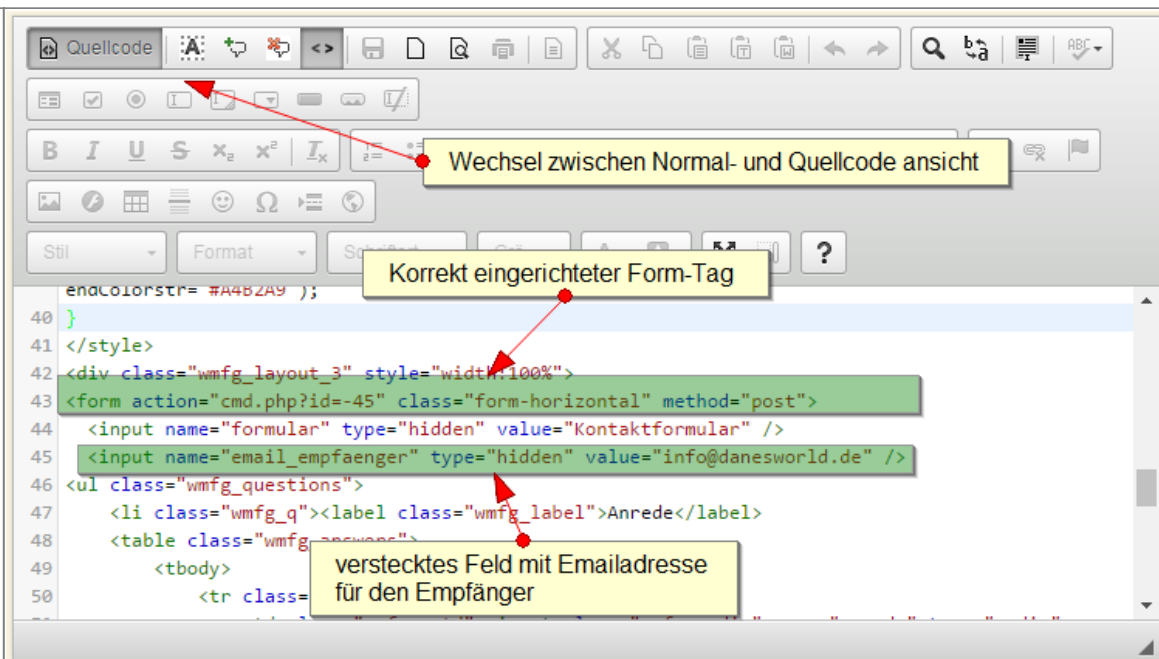 Quellcode
Wechsel zwischen Normal- und Quellcode ansicht
Stil Format
Korrekt eingerichteter Form-Tag
endColorstr= #A4B2A9 );
40 }
41 </style>
42 <div class="wmfg_layout_3" style="width:100%">
43 <form action="cmd.php?id=-45" class="form-horizontal" method="post">
44 <input name="formular" type="hidden" value="Kontaktformular" />
45 <input name="email_empfaenger" type="hidden" value="info@danesworld.de" />
46 <ul class="wmfg_questions">
47 <li class="wmfg_q"><label class="wmfg_label">Anrede</label>
48 <table class="wmfg_answers">
49 <tbody>
50 <tr class=
verstecktes Feld mit Emailadresse
für den Empfänger